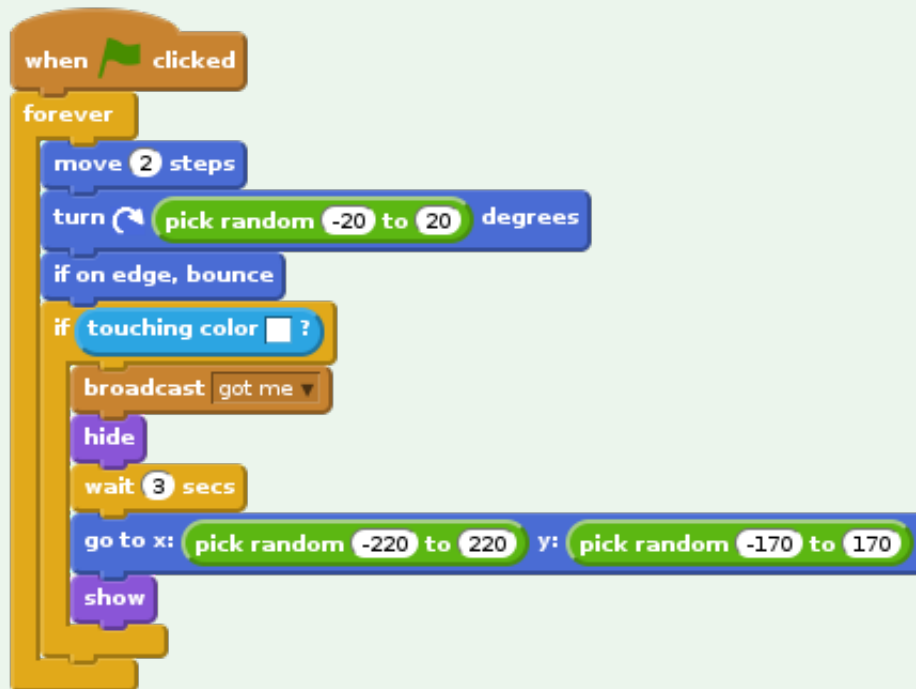 when clicked
forever
move 2 steps
turn pick random -20 to 20 degrees
if on edge, bounce
if touching color ?
broadcast got me
hide
wait 3 secs
go to x: pick random -220 to 220 y: pick random -170 to 170
show